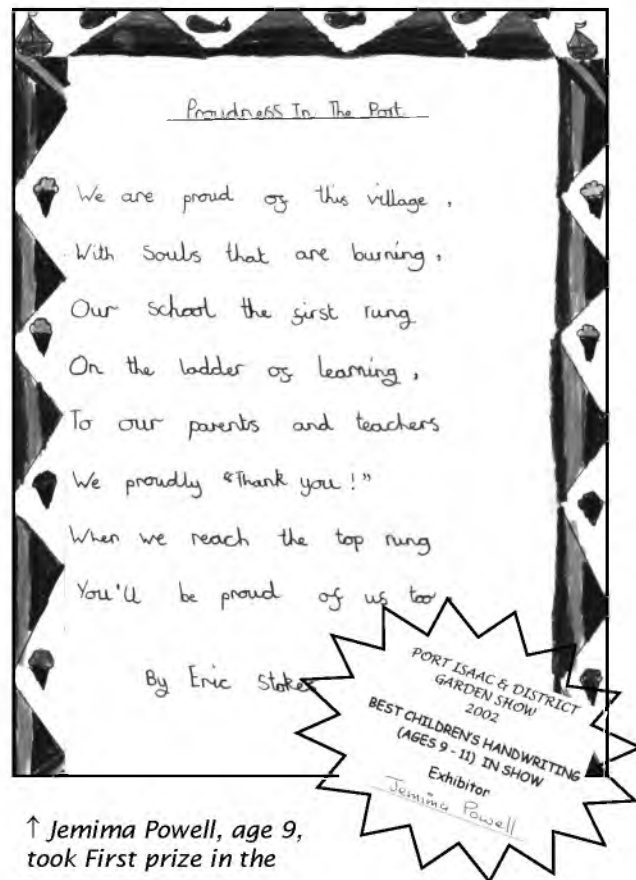 Proudness In The Port
We are proud of this village,
With souls that are burning,
Our school the first rung
On the ladder of learning,
To our parents and teachers
We proudly "Thank you!"
When we reach the top rung
You'll be proud of us too
By Eric Stokes
PORT ISAAC & DISTRICT
GARDEN SHOW
2002
BEST CHILDREN'S HANDWRITING
(AGES 9 - 11) IN SHOW
Exhibitor
Jemima Powell
↑ Jemima Powell, age 9,
took First prize in the